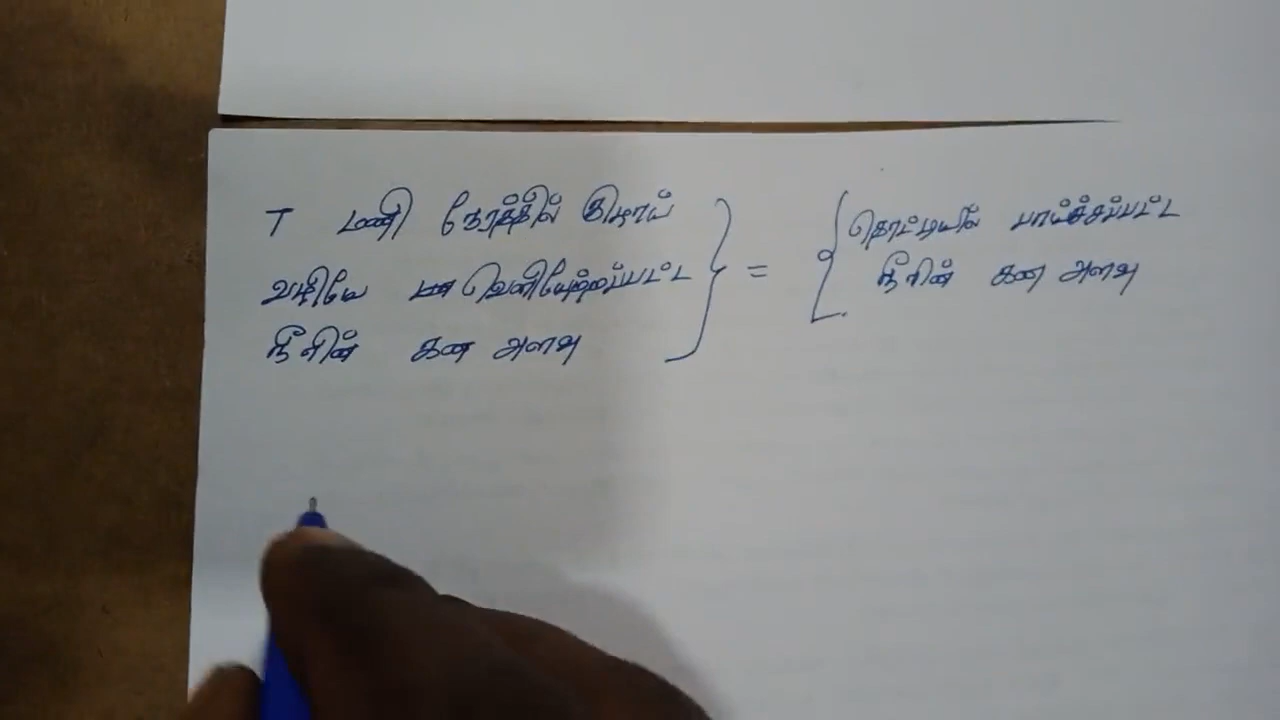 T மணி நேரத்தில் குழாய்
வழியே வெளியேற்றப்பட்ட } = { தொட்டியில் பாய்ச்சப்பட்ட
நீரின் கன அளவு நீரின் கன அளவு